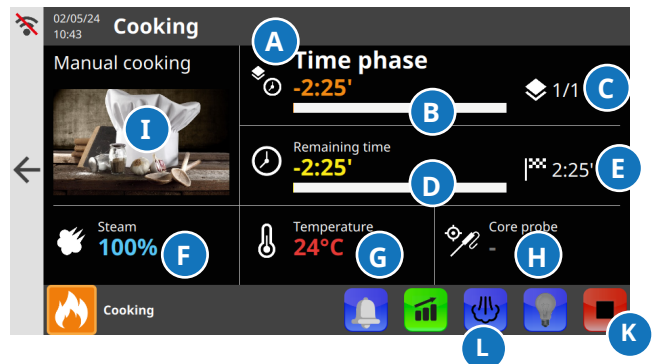 02/05/24
10:43
Cooking
A
Manual cooking
Time phase
-2:25'
1/1
C
B
I
Remaining time
-2:25'
2:25'
E
D
Steam
100%
F
Temperature
24°C
G
Core probe
-
H
Cooking
K
L